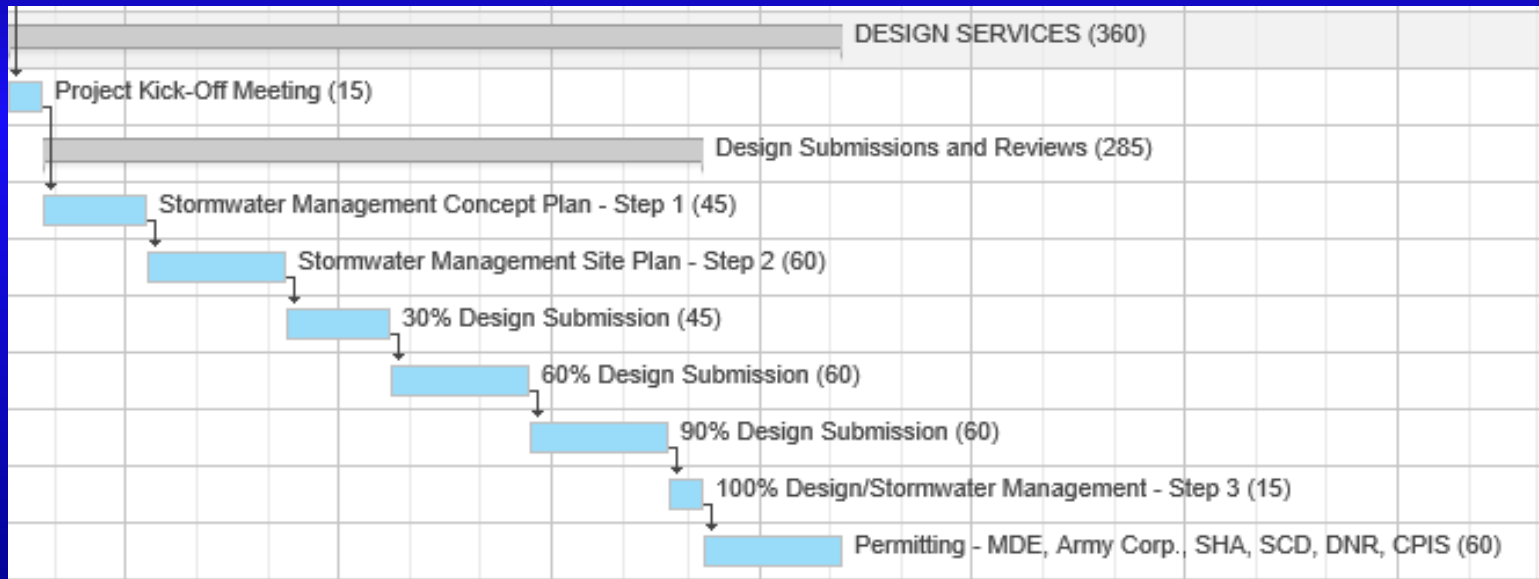 DESIGN SERVICES (360)
Project Kick-Off Meeting (15)
Design Submissions and Reviews (285)
Stormwater Management Concept Plan - Step 1 (45)
Stormwater Management Site Plan - Step 2 (60)
30% Design Submission (45)
60% Design Submission (60)
90% Design Submission (60)
100% Design/Stormwater Management - Step 3 (15)
Permitting - MDE, Army Corp., SHA, SCD, DNR, CPIS (60)